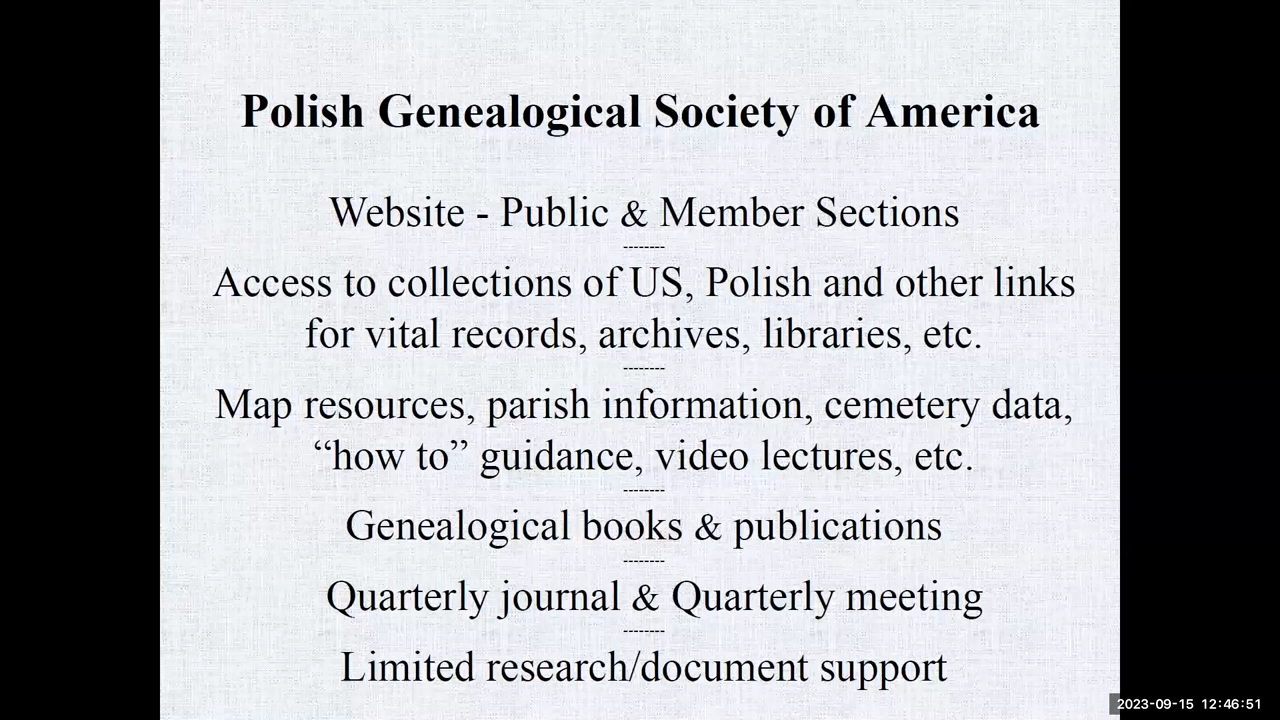 Polish Genealogical Society of America
Website - Public & Member Sections
--------
Access to collections of US, Polish and other links
for vital records, archives, libraries, etc.
--------
Map resources, parish information, cemetery data,
“how to” guidance, video lectures, etc.
--------
Genealogical books & publications
--------
Quarterly journal & Quarterly meeting
--------
Limited research/document support
2023-09-15 12:46:51